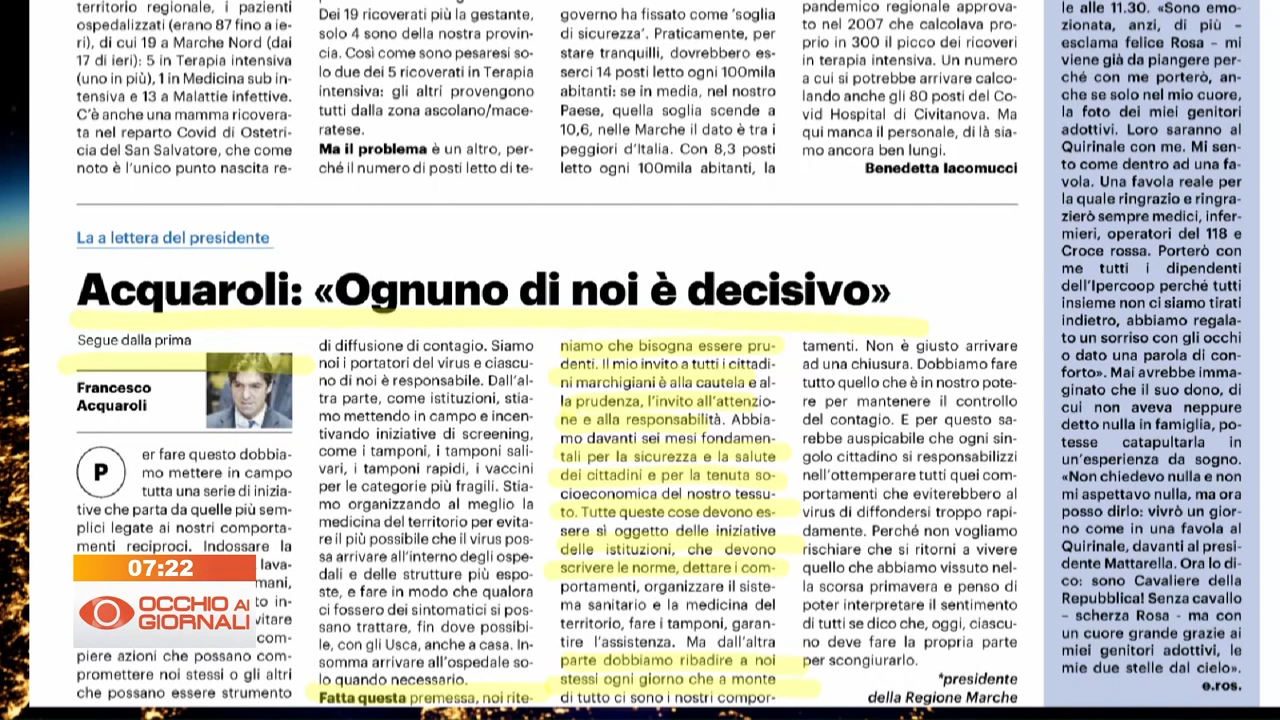 territorio regionale, i pazienti
ospedalizzati (erano 87 fino a ie-
ri), di cui 19 a Marche Nord (dai
17 di ieri): 5 in Terapia intensiva
(uno in più), 1 in Medicina sub in-
tensiva e 13 a Malattie infettive.
C'è anche una mamma ricovera-
ta nel reparto Covid di Ostetri-
cia del San Salvatore, che come
noto è l'unico punto nascita re-
Dei 19 ricoverati più la gestante,
solo 4 sono della nostra provin-
cia. Così come sono pesaresi so-
lo due dei 5 ricoverati in Terapia
intensiva: gli altri provengono
tutti dalla zona ascolano/mace-
ratese.
Ma il problema è un altro, per-
ché il numero di posti letto di te-
governo ha fissato come 'soglia
di sicurezza'. Praticamente, per
stare tranquilli, dovrebbero es-
serci 14 posti letto ogni 100mila
abitanti: se in media, nel nostro
Paese, quella soglia scende a
10,6, nelle Marche il dato è tra i
peggiori d'Italia. Con 8,3 posti
letto ogni 100mila abitanti, la
pandemico regionale approva-
to nel 2007 che calcolava pro-
prio in 300 il picco dei ricoveri
in terapia intensiva. Un numero
a cui si potrebbe arrivare calco-
lando anche gli 80 posti del Co-
vid Hospital di Civitanova. Ma
qui manca il personale, di là sia-
mo ancora ben lungi.
Benedetta Iacomucci
La a lettera del presidente
Acquaroli: «Ognuno di noi è decisivo»
Segue dalla prima
Francesco
Acquaroli
P
er fare questo dobbia-
mo mettere in campo
tutta una serie di inizia-
tive che parta da quelle più sem-
plici legate ai nostri comporta-
menti reciproci. Indossare la
lava-
mani,
to in-
vitare
com-
piere azioni che possano com-
promettere noi stessi o gli altri
che possano essere strumento
di diffusione di contagio. Siamo
noi i portatori del virus e ciascu-
no di noi è responsabile. Dall'al-
tra parte, come istituzioni, stia-
mo mettendo in campo e incen-
tivando iniziative di screening,
come i tamponi, i tamponi sali-
vari, i tamponi rapidi, i vaccini
per le categorie più fragili. Stia-
mo organizzando al meglio la
medicina del territorio per evita-
re il più possibile che il virus pos-
sa arrivare all'interno degli ospe-
dali e delle strutture più espo-
ste, e fare in modo che qualora
ci fossero dei sintomatici si pos-
sano trattare, fin dove possibi-
le, con gli Usca, anche a casa. In-
somma arrivare all'ospedale so-
lo quando necessario.
Fatta questa premessa, noi rite-
niamo che bisogna essere pru-
denti. Il mio invito a tutti i cittadi-
ni marchigiani è alla cautela e al-
la prudenza, l'invito all'attenzio-
ne e alla responsabilità. Abbia-
mo davanti sei mesi fondamen-
tali per la sicurezza e la salute
dei cittadini e per la tenuta so-
cioeconomica del nostro tessu-
to. Tutte queste cose devono es-
sere sì oggetto delle iniziative
delle istituzioni, che devono
scrivere le norme, dettare i com-
portamenti, organizzare il siste-
ma sanitario e la medicina del
territorio, fare i tamponi, garan-
tire l'assistenza. Ma dall'altra
parte dobbiamo ribadire a noi
stessi ogni giorno che a monte
di tutto ci sono i nostri compor-
tamenti. Non è giusto arrivare
ad una chiusura. Dobbiamo fare
tutto quello che è in nostro pote-
re per mantenere il controllo
del contagio. E per questo sa-
rebbe auspicabile che ogni sin-
golo cittadino si responsabilizzi
nell'ottemperare tutti quei com-
portamenti che eviterebbero al
virus di diffondersi troppo rapi-
damente. Perché non vogliamo
rischiare che si ritorni a vivere
quello che abbiamo vissuto nel-
la scorsa primavera e penso di
poter interpretare il sentimento
di tutti se dico che, oggi, ciascu-
no deve fare la propria parte
per scongiurarlo.
*presidente
della Regione Marche
le alle 11.30. «Sono emo-
zionata, anzi, di più –
esclama felice Rosa – mi
viene già da piangere per-
ché con me porterò, an-
che se solo nel mio cuore,
la foto dei miei genitori
adottivi. Loro saranno al
Quirinale con me. Mi sen-
to come dentro ad una fa-
vola. Una favola reale per
la quale ringrazio e ringra-
zierò sempre medici, infer-
mieri, operatori del 118 e
Croce rossa. Porterò con
me tutti i dipendenti
dell'Ipercoop perché tutti
insieme non ci siamo tirati
indietro, abbiamo regala-
to un sorriso con gli occhi
o dato una parola di con-
forto». Mai avrebbe imma-
ginato che il suo dono, di
cui non aveva neppure
detto nulla in famiglia, po-
tesse catapultarla in
un'esperienza da sogno.
«Non chiedevo nulla e non
mi aspettavo nulla, ma ora
posso dirlo: vivrò un gior-
no come in una favola al
Quirinale, davanti al presi-
dente Mattarella. Ora lo di-
co: sono Cavaliere della
Repubblica! Senza cavallo
– scherza Rosa - ma con
un cuore grande grazie ai
miei genitori adottivi, le
mie due stelle dal cielo».
e.ros.
07:22
OCCHIO AI
GIORNALI